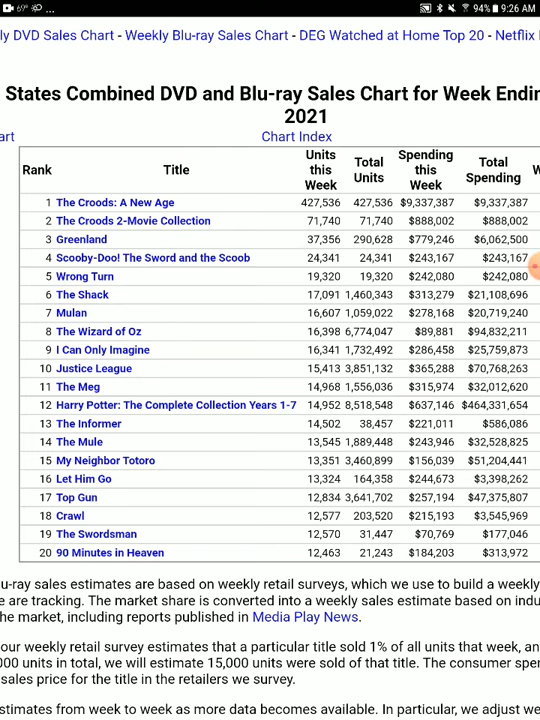 69° ... 94% 9:26 AM
ly DVD Sales Chart - Weekly Blu-ray Sales Chart - DEG Watched at Home Top 20 - Netflix
States Combined DVD and Blu-ray Sales Chart for Week Endin
2021
art Chart Index
Rank Title Units this Week Total Units Spending this Week Total Spending W
1 The Croods: A New Age 427,536 427,536 $9,337,387 $9,337,387
2 The Croods 2-Movie Collection 71,740 71,740 $888,002 $888,002
3 Greenland 37,356 290,628 $779,246 $6,062,500
4 Scooby-Doo! The Sword and the Scoob 24,341 24,341 $243,167 $243,167
5 Wrong Turn 19,320 19,320 $242,080 $242,080
6 The Shack 17,091 1,460,343 $313,279 $21,108,696
7 Mulan 16,607 1,059,022 $278,168 $20,719,240
8 The Wizard of Oz 16,398 6,774,047 $89,881 $94,832,211
9 I Can Only Imagine 16,341 1,732,492 $286,458 $25,759,873
10 Justice League 15,413 3,851,132 $365,288 $70,768,263
11 The Meg 14,968 1,556,036 $315,974 $32,012,620
12 Harry Potter: The Complete Collection Years 1-7 14,952 8,518,548 $637,146 $464,331,654
13 The Informer 14,502 38,457 $221,011 $586,086
14 The Mule 13,545 1,889,448 $243,946 $32,528,825
15 My Neighbor Totoro 13,351 3,460,899 $156,039 $51,204,441
16 Let Him Go 13,324 164,358 $244,673 $3,398,262
17 Top Gun 12,834 3,641,702 $257,194 $47,375,807
18 Crawl 12,577 203,520 $215,193 $3,545,969
19 The Swordsman 12,570 31,447 $70,769 $177,046
20 90 Minutes in Heaven 12,463 21,243 $184,203 $313,972
u-ray sales estimates are based on weekly retail surveys, which we use to build a weekly
e are tracking. The market share is converted into a weekly sales estimate based on indu
he market, including reports published in Media Play News.
our weekly retail survey estimates that a particular title sold 1% of all units that week, an
000 units in total, we will estimate 15,000 units were sold of that title. The consumer spen
sales price for the title in the retailers we survey.
stimates from week to week as more data becomes available. In particular, we adjust we